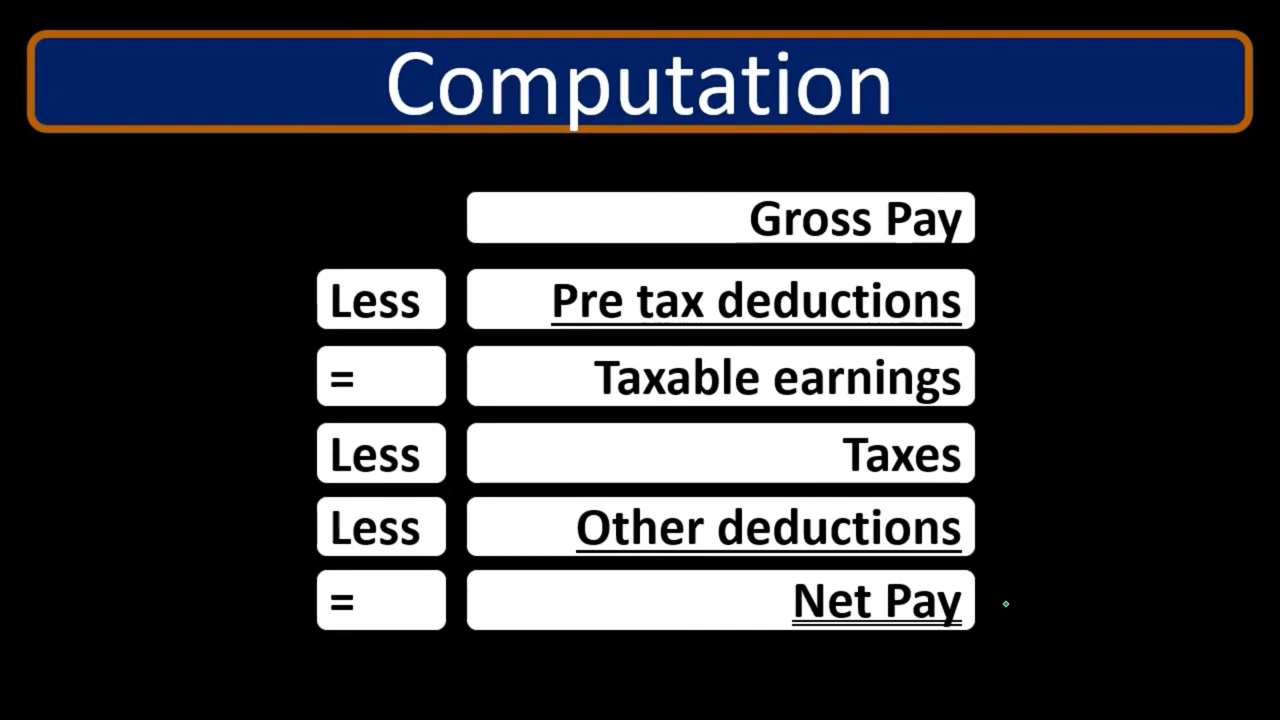 Computation
Gross Pay
Less Pre tax deductions
= Taxable earnings
Less Taxes
Less Other deductions
= Net Pay